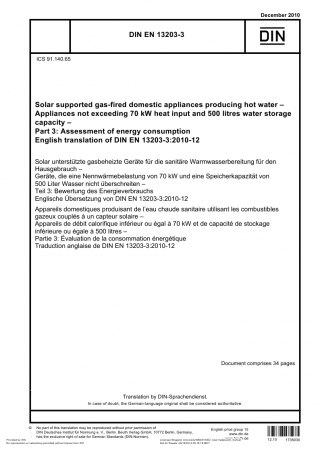 December 2010
DIN EN 13203-3
DIN
ICS 91.140.65
Solar supported gas-fired domestic appliances producing hot water –
Appliances not exceeding 70 kW heat input and 500 litres water storage
capacity –
Part 3: Assessment of energy consumption
English translation of DIN EN 13203-3:2010-12
Solar unterstützte gasbeheizte Geräte für die sanitäre Warmwasserbereitung für den
Hausgebrauch –
Geräte, die eine Nennwärmebelastung von 70 kW und eine Speicherkapazität von
500 Liter Wasser nicht überschreiten –
Teil 3: Bewertung des Energieverbrauchs
Englische Übersetzung von DIN EN 13203-3:2010-12
Appareils domestiques produisant de l'eau chaude sanitaire utilisant les combustibles
gazeux couplés à un capteur solaire –
Appareils de débit calorifique inférieur ou égal à 70 kW et de capacité de stockage
inférieure ou égale à 500 litres –
Partie 3: Évaluation de la consommation énergétique
Traduction anglaise de DIN EN 13203-3:2010-12
Document comprises 34 pages
Translation by DIN-Sprachendienst.
In case of doubt, the German-language original shall be considered authoritative.
© No part of this translation may be reproduced without prior permission of
DIN Deutsches Institut für Normung e. V., Berlin. Beuth Verlag GmbH, 10772 Berlin,
has the exclusive right of sale for German Standards (DIN-Normen).
English price group 15
www.din.de
12.10